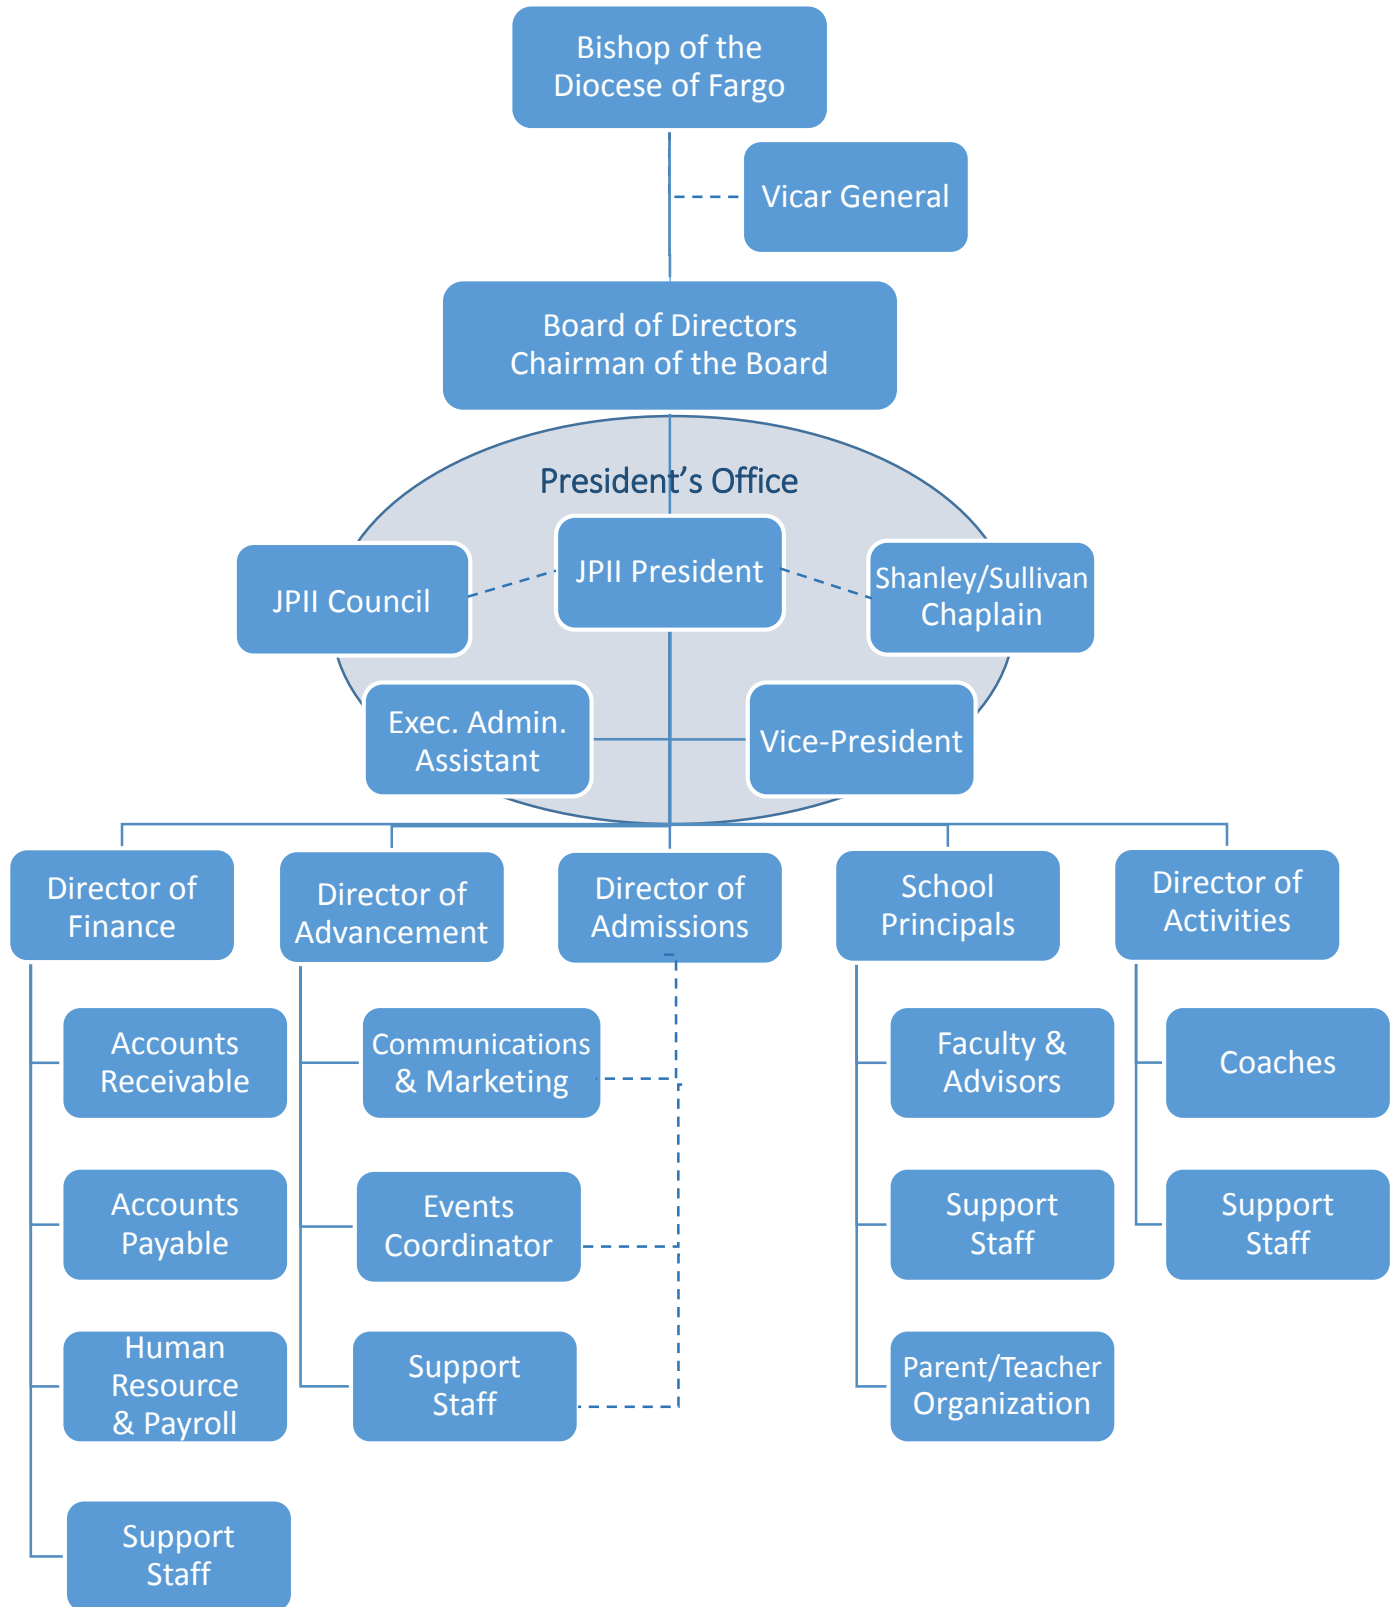 Bishop of the
Diocese of Fargo
Vicar General
Board of Directors
Chairman of the Board
President's Office
JPII President
JPII Council
Shanley/Sullivan
Chaplain
Exec. Admin.
Assistant
Vice-President
Director of
Finance
Director of
Advancement
Director of
Admissions
School
Principals
Director of
Activities
Accounts
Receivable
Communications
& Marketing
Faculty &
Advisors
Coaches
Accounts
Payable
Events
Coordinator
Support
Staff
Support
Staff
Human
Resource
& Payroll
Support
Staff
Parent/Teacher
Organization
Support
Staff